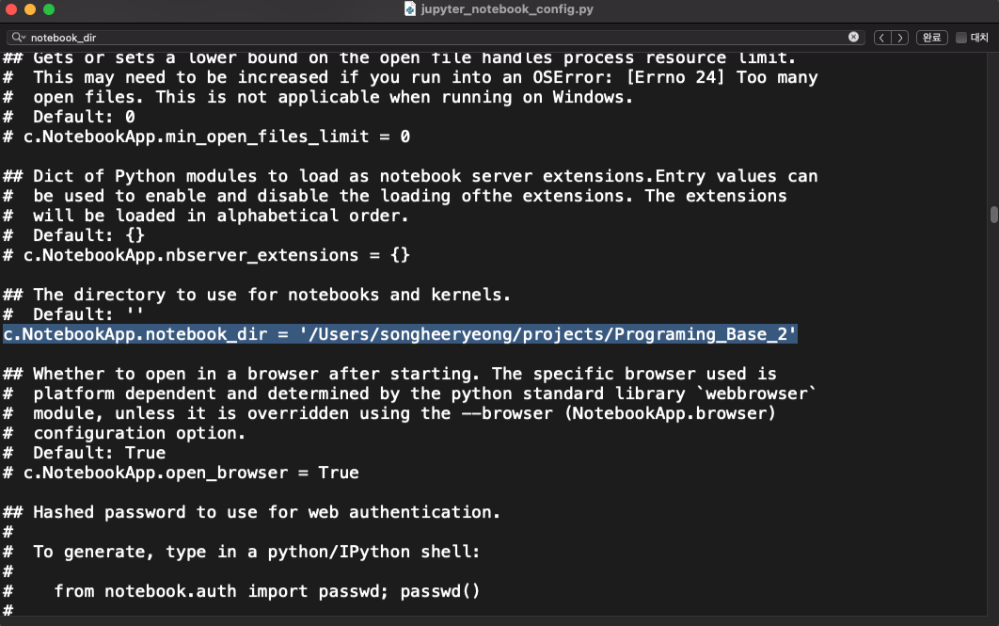 jupyter_notebook_config.py
notebook_dir
완료
대치
## Gets or sets a lower bound on the open file handles process resource limit.
#  This may need to be increased if you run into an OSError: [Errno 24] Too many
#  open files. This is not applicable when running on Windows.
#  Default: 0
# c.NotebookApp.min_open_files_limit = 0
## Dict of Python modules to load as notebook server extensions.Entry values can
#  be used to enable and disable the loading ofthe extensions. The extensions
#  will be loaded in alphabetical order.
#  Default: {}
# c.NotebookApp.nbserver_extensions = {}
## The directory to use for notebooks and kernels.
#  Default: ''
c.NotebookApp.notebook_dir = '/Users/songheeryeong/projects/Programing_Base_2'
## Whether to open in a browser after starting. The specific browser used is
#  platform dependent and determined by the python standard library `webbrowser`
#  module, unless it is overridden using the --browser (NotebookApp.browser)
#  configuration option.
#  Default: True
# c.NotebookApp.open_browser = True
## Hashed password to use for web authentication.
#
#  To generate, type in a python/IPython shell:
#
#    from notebook.auth import passwd; passwd()
#